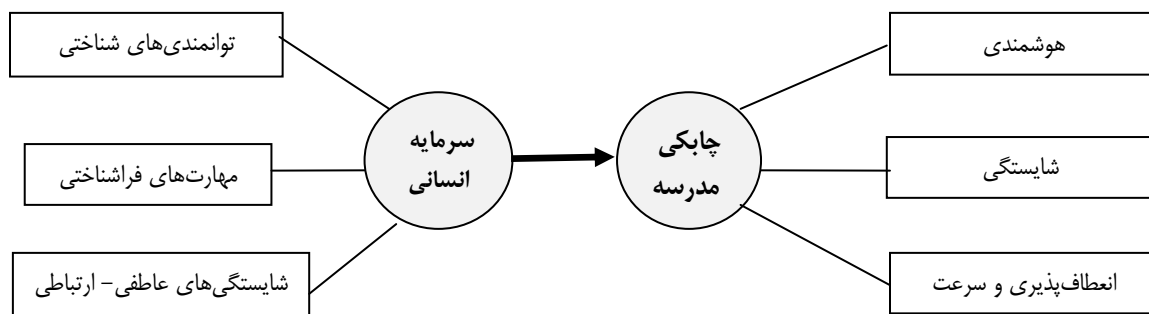 توانمندی‌های شناختی
مهارت‌های فراشناختی
شایستگی‌های عاطفی- ارتباطی
سرمایه
انسانی
چابکی
مدرسه
هوشمندی
شایستگی
انعطاف‌پذیری و سرعت